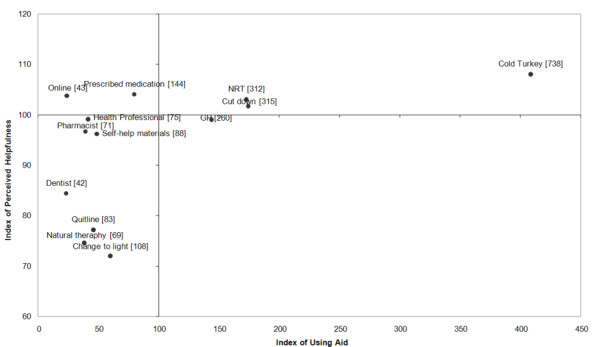 120
Cold Turkey [738]
110
Prescribed medication [144]
Online [43]
NRT [312]
Cut down [315]
100
Health Professional [75]
GP [260]
Pharmacist [71]
Self-help materials [88]
90
Dentist [42]
80
Quitline [83]
Natural theraphy [69]
Change to light [108]
70
60
0 50 100 150 200 250 300 350 400 450
Index of Using Aid
Index of Perceived Helpfulness